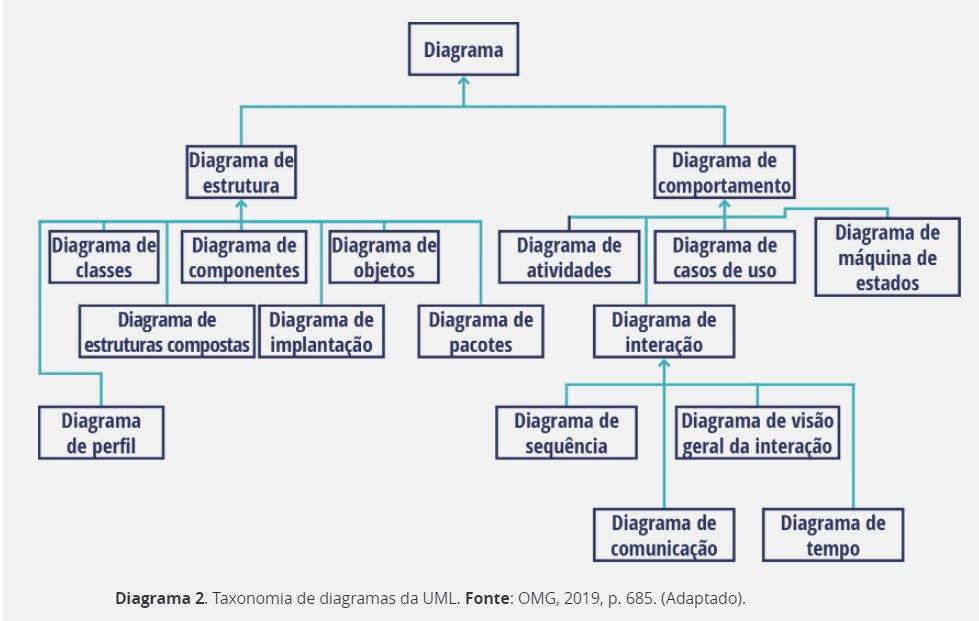 Diagrama
Diagrama de
estrutura
Diagrama de
comportamento
Diagrama de
classes
Diagrama de
componentes
Diagrama de
objetos
Diagrama de
atividades
Diagrama de
casos de uso
Diagrama de
máquina de
estados
Diagrama de
estruturas compostas
Diagrama de
implantação
Diagrama de
pacotes
Diagrama de
interação
Diagrama
de perfil
Diagrama de
sequência
Diagrama de visão
geral da interação
Diagrama de
comunicação
Diagrama de
tempo
Diagrama 2. Taxonomia de diagramas da UML. Fonte: OMG, 2019, p. 685. (Adaptado).